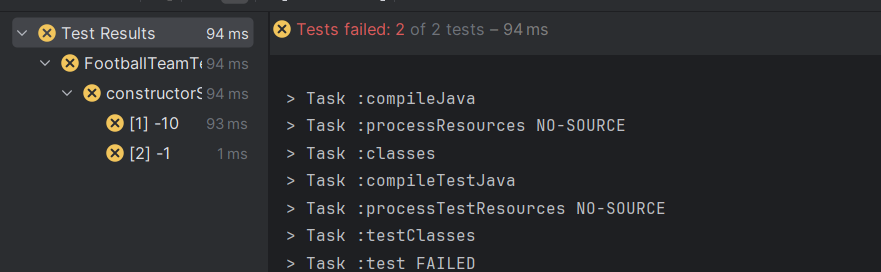 Test Results 94 ms
FootballTeamTe 94 ms
constructorS 94 ms
[1] -10 93 ms
[2] -1 1 ms
Tests failed: 2 of 2 tests – 94 ms
> Task :compileJava
> Task :processResources NO-SOURCE
> Task :classes
> Task :compileTestJava
> Task :processTestResources NO-SOURCE
> Task :testClasses
> Task :test FAILED